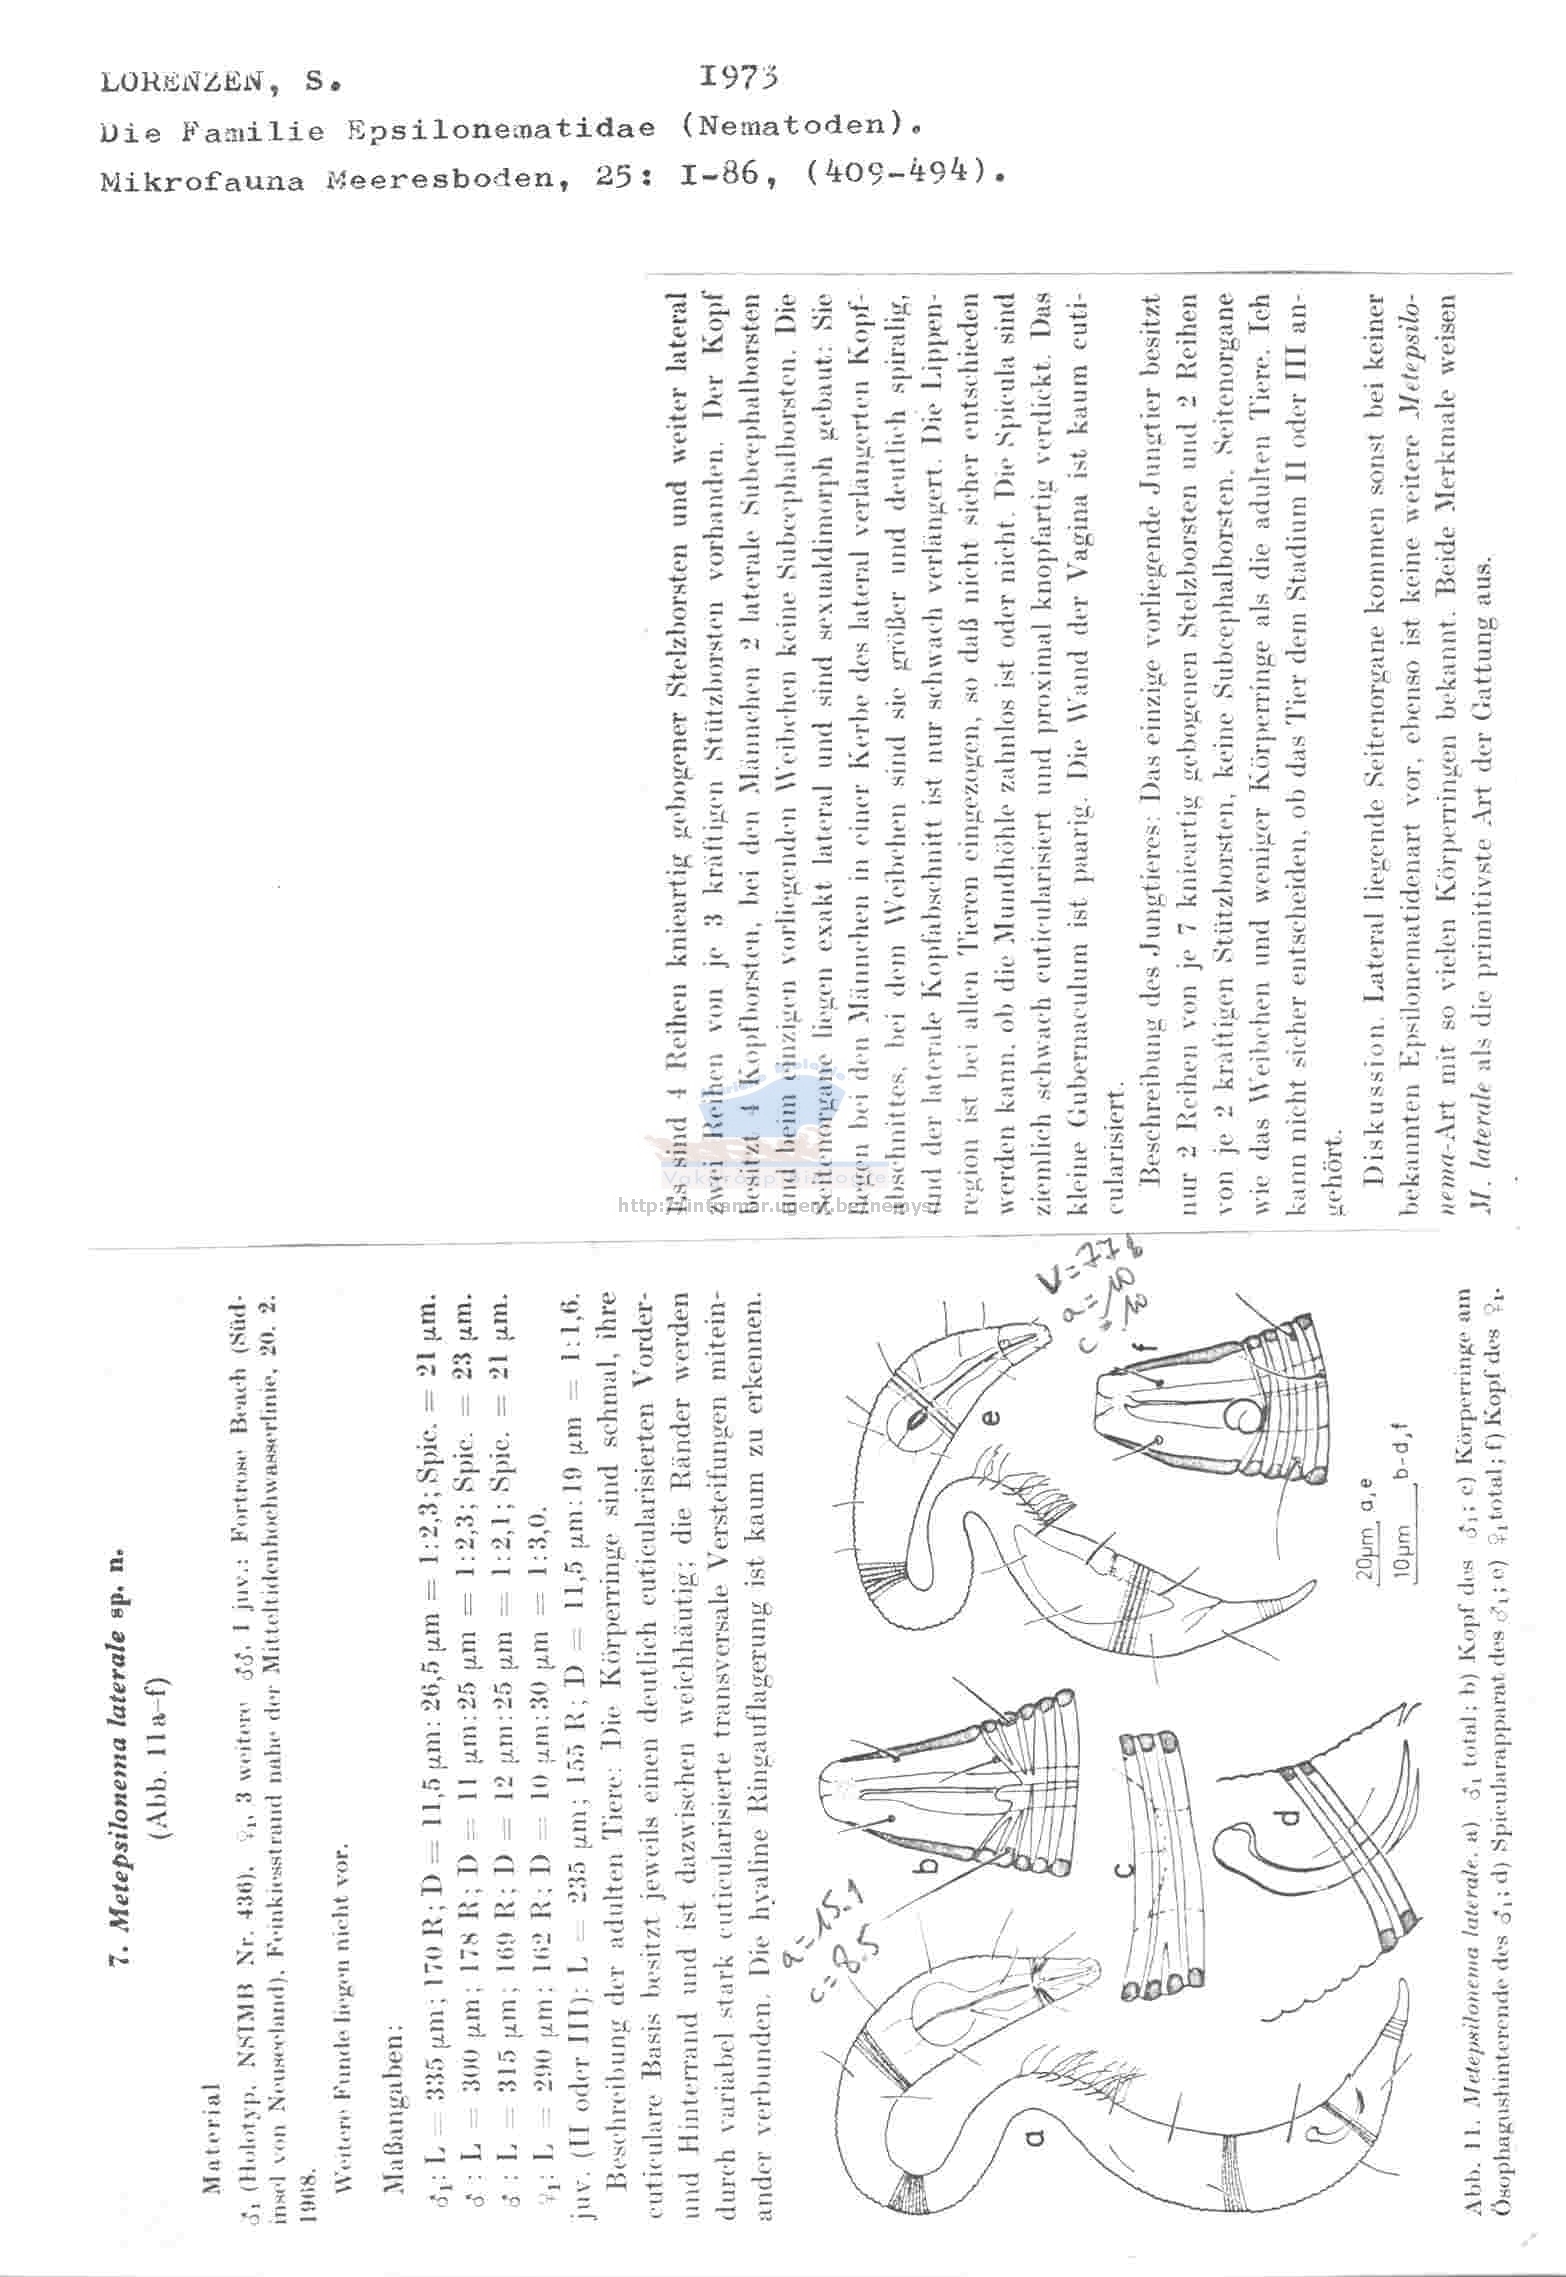 LORENZEN, S. 1973
Die Familie Epsilonematidae (Nematoden).
Mikrofauna Meeresboden, 25: I-86, (409-494).
7. Metepsilonema laterale sp. n.
(Abb. 11a–f)
Material
♂1 (Holotyp, NSIMB Nr. 436), ♀1, 3 weitere ♂♂, 1 juv.: Fortrose Beach (Süd-
insel von Neuseeland), Feinkiesstrand nahe der Mitteltidenhochwasserlinie, 20. 2.
1968.
Weitere Funde liegen nicht vor.
Maßangaben:
♂1: L = 335 µm; 170 R; D = 11,5 µm: 26,5 µm = 1:2,3; Spic. = 21 µm.
♂ : L = 300 µm; 178 R; D = 11 µm:25 µm = 1:2,3; Spic. = 23 µm.
♂ : L = 315 µm; 169 R; D = 12 µm:25 µm = 1:2,1; Spic. = 21 µm.
♀1: L = 290 µm; 162 R; D = 10 µm:30 µm = 1:3,0.
juv. (II oder III): L = 235 µm; 155 R; D = 11,5 µm:19 µm = 1:1,6.
Beschreibung der adulten Tiere: Die Körperringe sind schmal, ihre
cuticulare Basis besitzt jeweils einen deutlich cuticularisierten Vorder-
und Hinterrand und ist dazwischen weichhäutig; die Ränder werden
durch variabel stark cuticularisierte transversale Versteifungen mitein-
ander verbunden. Die hyaline Ringauflagerung ist kaum zu erkennen.
a = 15.1
c = 8.5
V = 77%
a = 10
c = 10
a
b
c
d
e
f
20µm a,e
10µm b-d,f
Abb. 11. Metepsilonema laterale. a) ♂1 total; b) Kopf des ♂1; c) Körperringe am
Ösophagushinterende des ♂1; d) Spicularapparat des ♂1; e) ♀1 total; f) Kopf des ♀1.
Es sind 4 Reihen knieartig gebogener Stelzborsten und weiter lateral
zwei Reihen von je 3 kräftigen Stützborsten vorhanden. Der Kopf
besitzt 4 Kopfborsten, bei den Männchen 2 laterale Subcephalborsten
und beim einzigen vorliegenden Weibchen keine Subcephalborsten. Die
Seitenorgane liegen exakt lateral und sind sexualdimorph gebaut: Sie
liegen bei den Männchen in einer Kerbe des lateral verlängerten Kopf-
abschnittes, bei dem Weibchen sind sie größer und deutlich spiralig,
und der laterale Kopfabschnitt ist nur schwach verlängert. Die Lippen-
region ist bei allen Tieren eingezogen, so daß nicht sicher entschieden
werden kann, ob die Mundhöhle zahnlos ist oder nicht. Die Spicula sind
ziemlich schwach cuticularisiert und proximal knopfartig verdickt. Das
kleine Gubernaculum ist paarig. Die Wand der Vagina ist kaum cuti-
cularisiert.
Beschreibung des Jungtieres: Das einzige vorliegende Jungtier besitzt
nur 2 Reihen von je 7 knieartig gebogenen Stelzborsten und 2 Reihen
von je 2 kräftigen Stützborsten, keine Subcephalborsten, Seitenorgane
wie das Weibchen und weniger Körperringe als die adulten Tiere. Ich
kann nicht sicher entscheiden, ob das Tier dem Stadium II oder III an-
gehört.
Diskussion. Lateral liegende Seitenorgane kommen sonst bei keiner
bekannten Epsilonematidenart vor, ebenso ist keine weitere Metepsilo-
nema-Art mit so vielen Körperringen bekannt. Beide Merkmale weisen
M. laterale als die primitivste Art der Gattung aus.
Vakgroep Biologie
http://intramar.ugent.be/nemys/